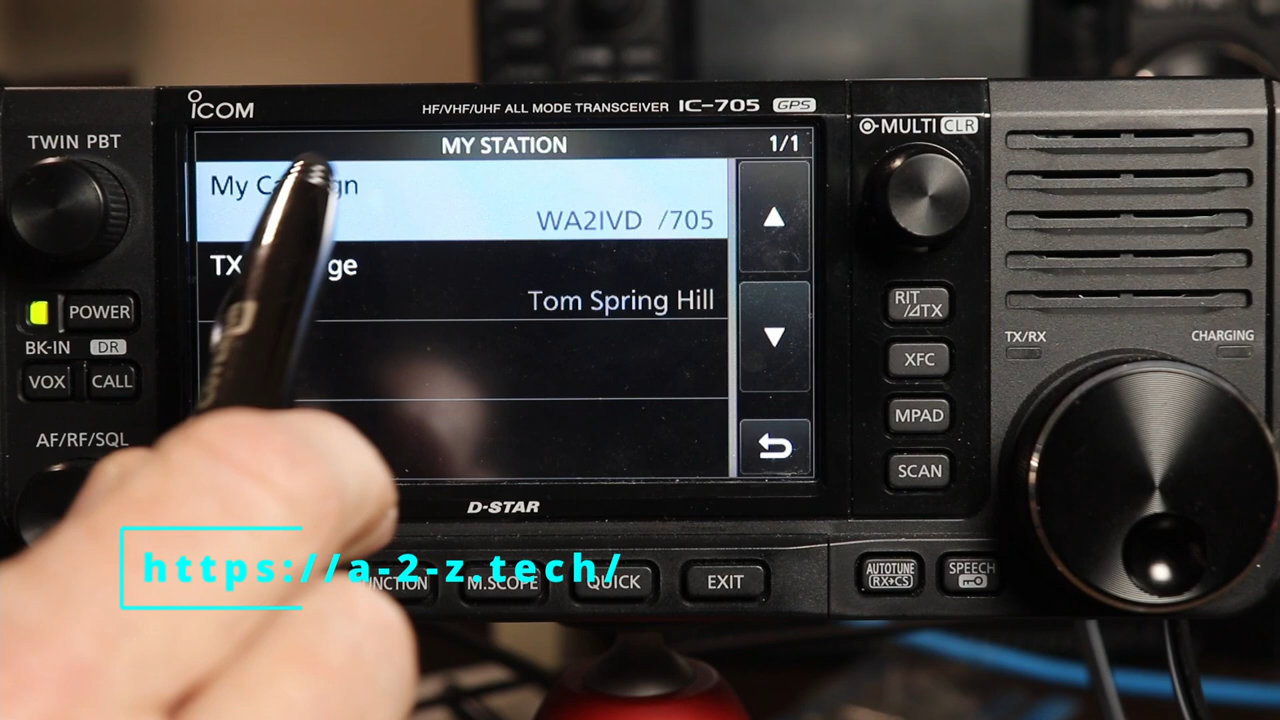 ICOM
HF/VHF/UHF ALL MODE TRANSCEIVER IC-705 GPS
TWIN PBT
MULTI CLR
MY STATION 1/1
My
WA2IVD /705
TX
Tom Spring Hill
POWER
BK-IN DR
VOX CALL
AF/RF/SQL
RIT
/⊿TX
XFC
MPAD
SCAN
TX/RX
CHARGING
D-STAR
https://a-2-z.tech/
M.SCOPE QUICK EXIT
AUTOTUNE
RX→CS
SPEECH